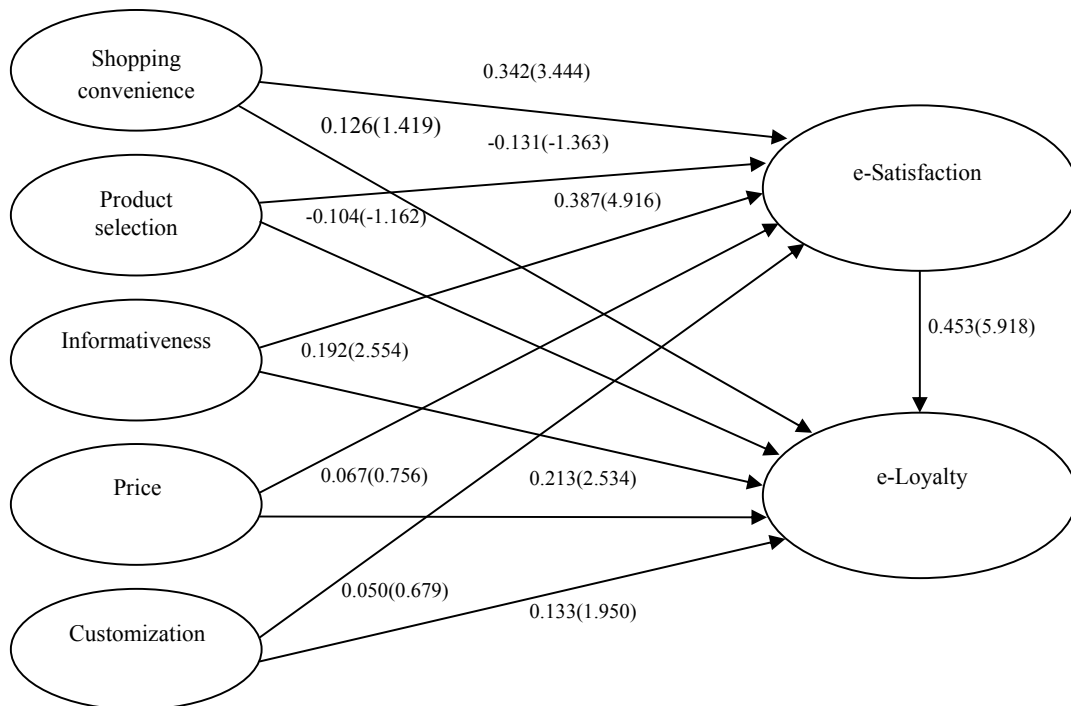 Shopping
convenience
0.342(3.444)
0.126(1.419)
-0.131(-1.363)
e-Satisfaction
Product
selection
-0.104(-1.162)
0.387(4.916)
Informativeness
0.192(2.554)
0.453(5.918)
Price
0.067(0.756)
0.213(2.534)
e-Loyalty
Customization
0.050(0.679)
0.133(1.950)